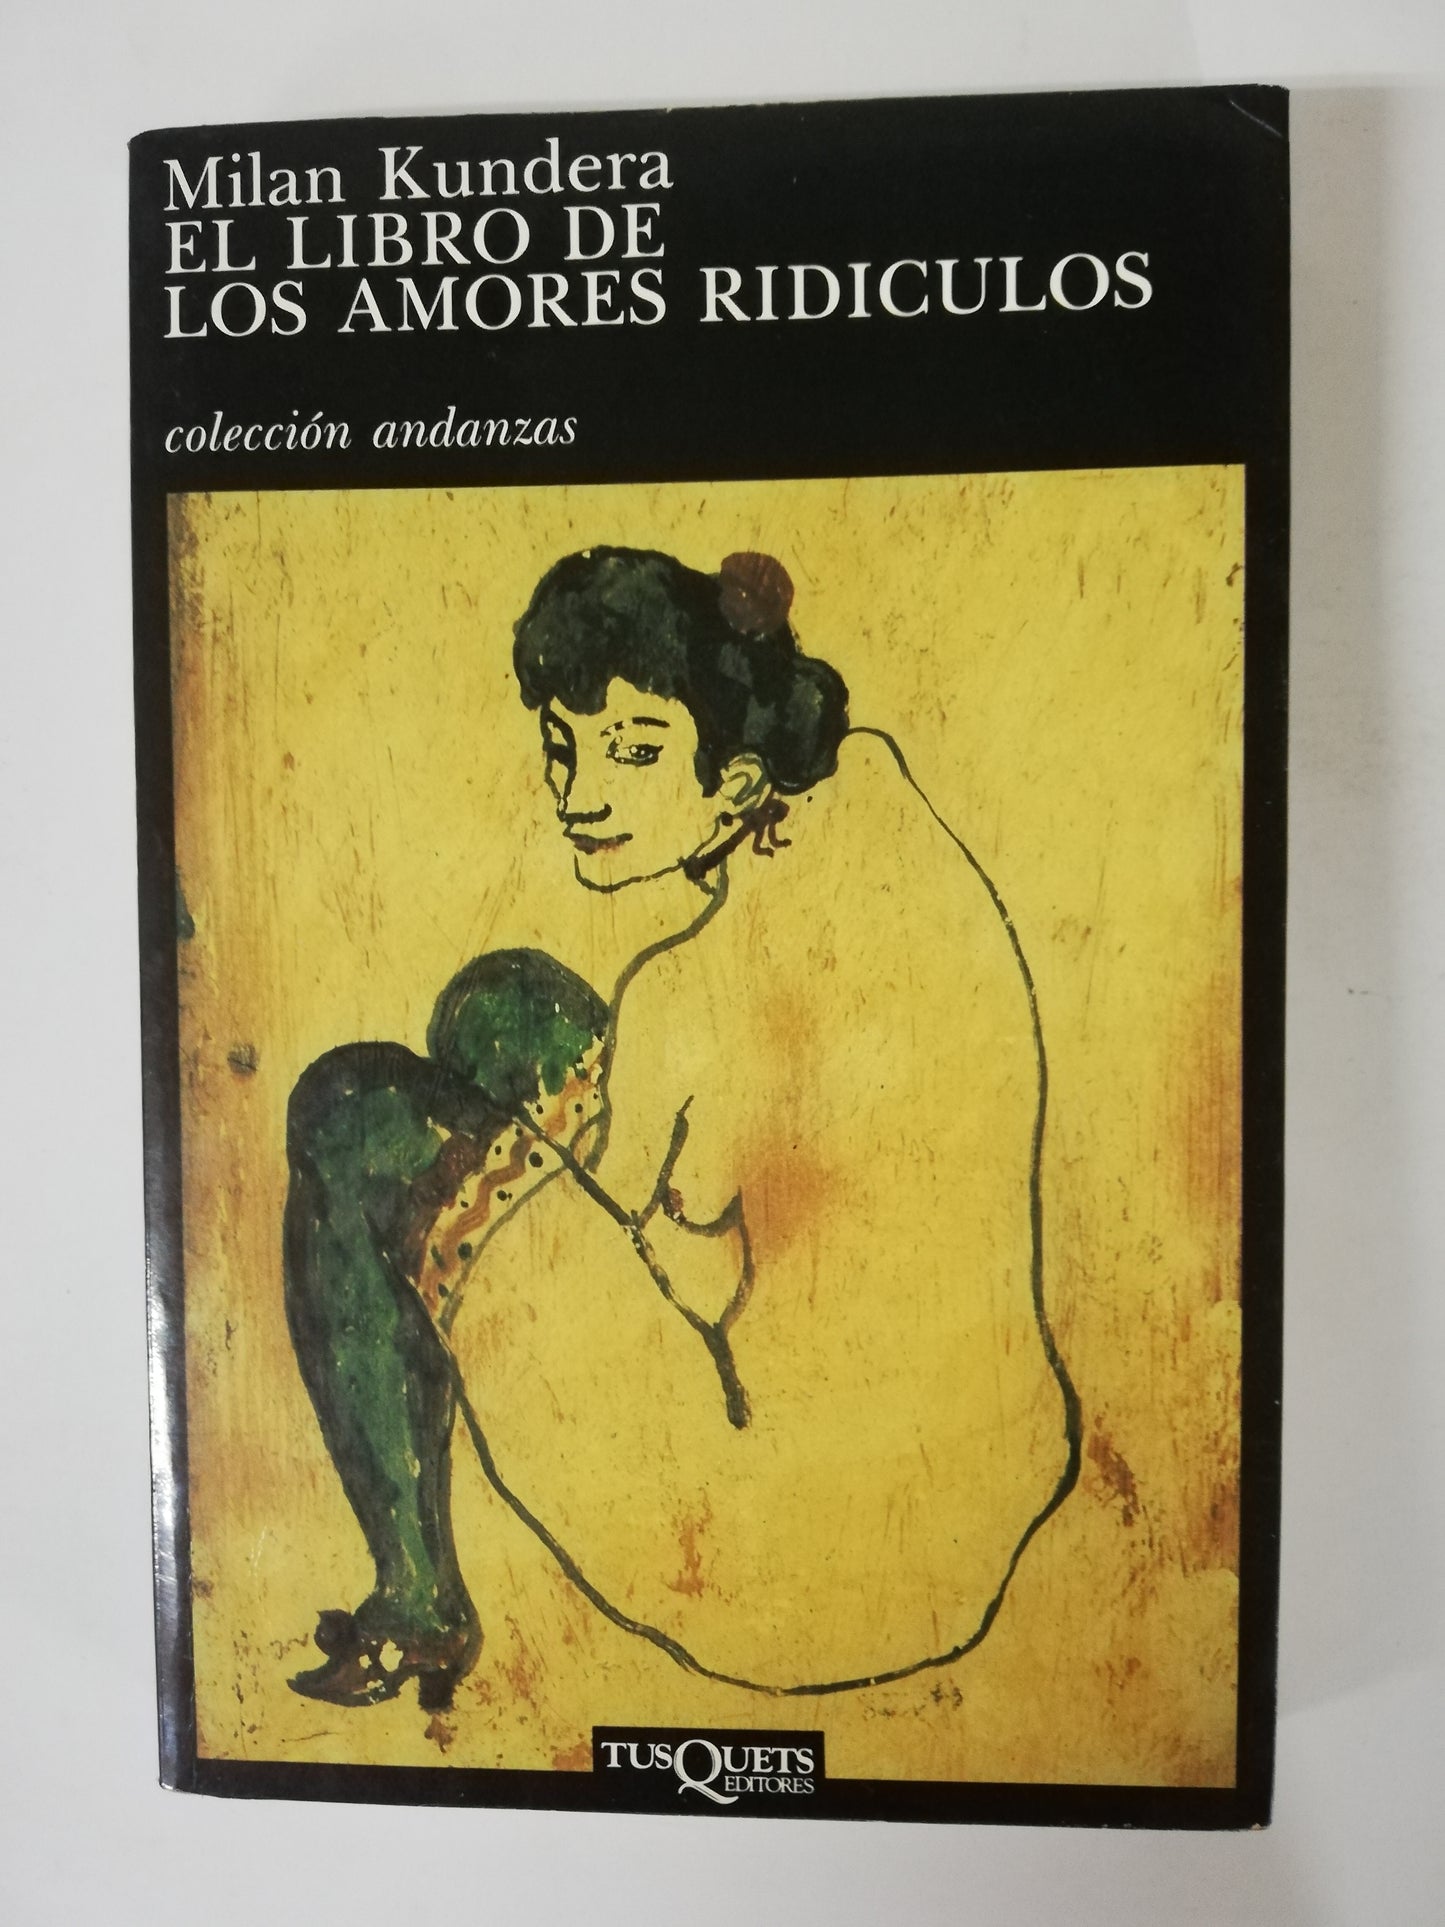 Milan Kundera
EL LIBRO DE
LOS AMORES RIDICULOS
colección andanzas
TUSQUETS
EDITORES